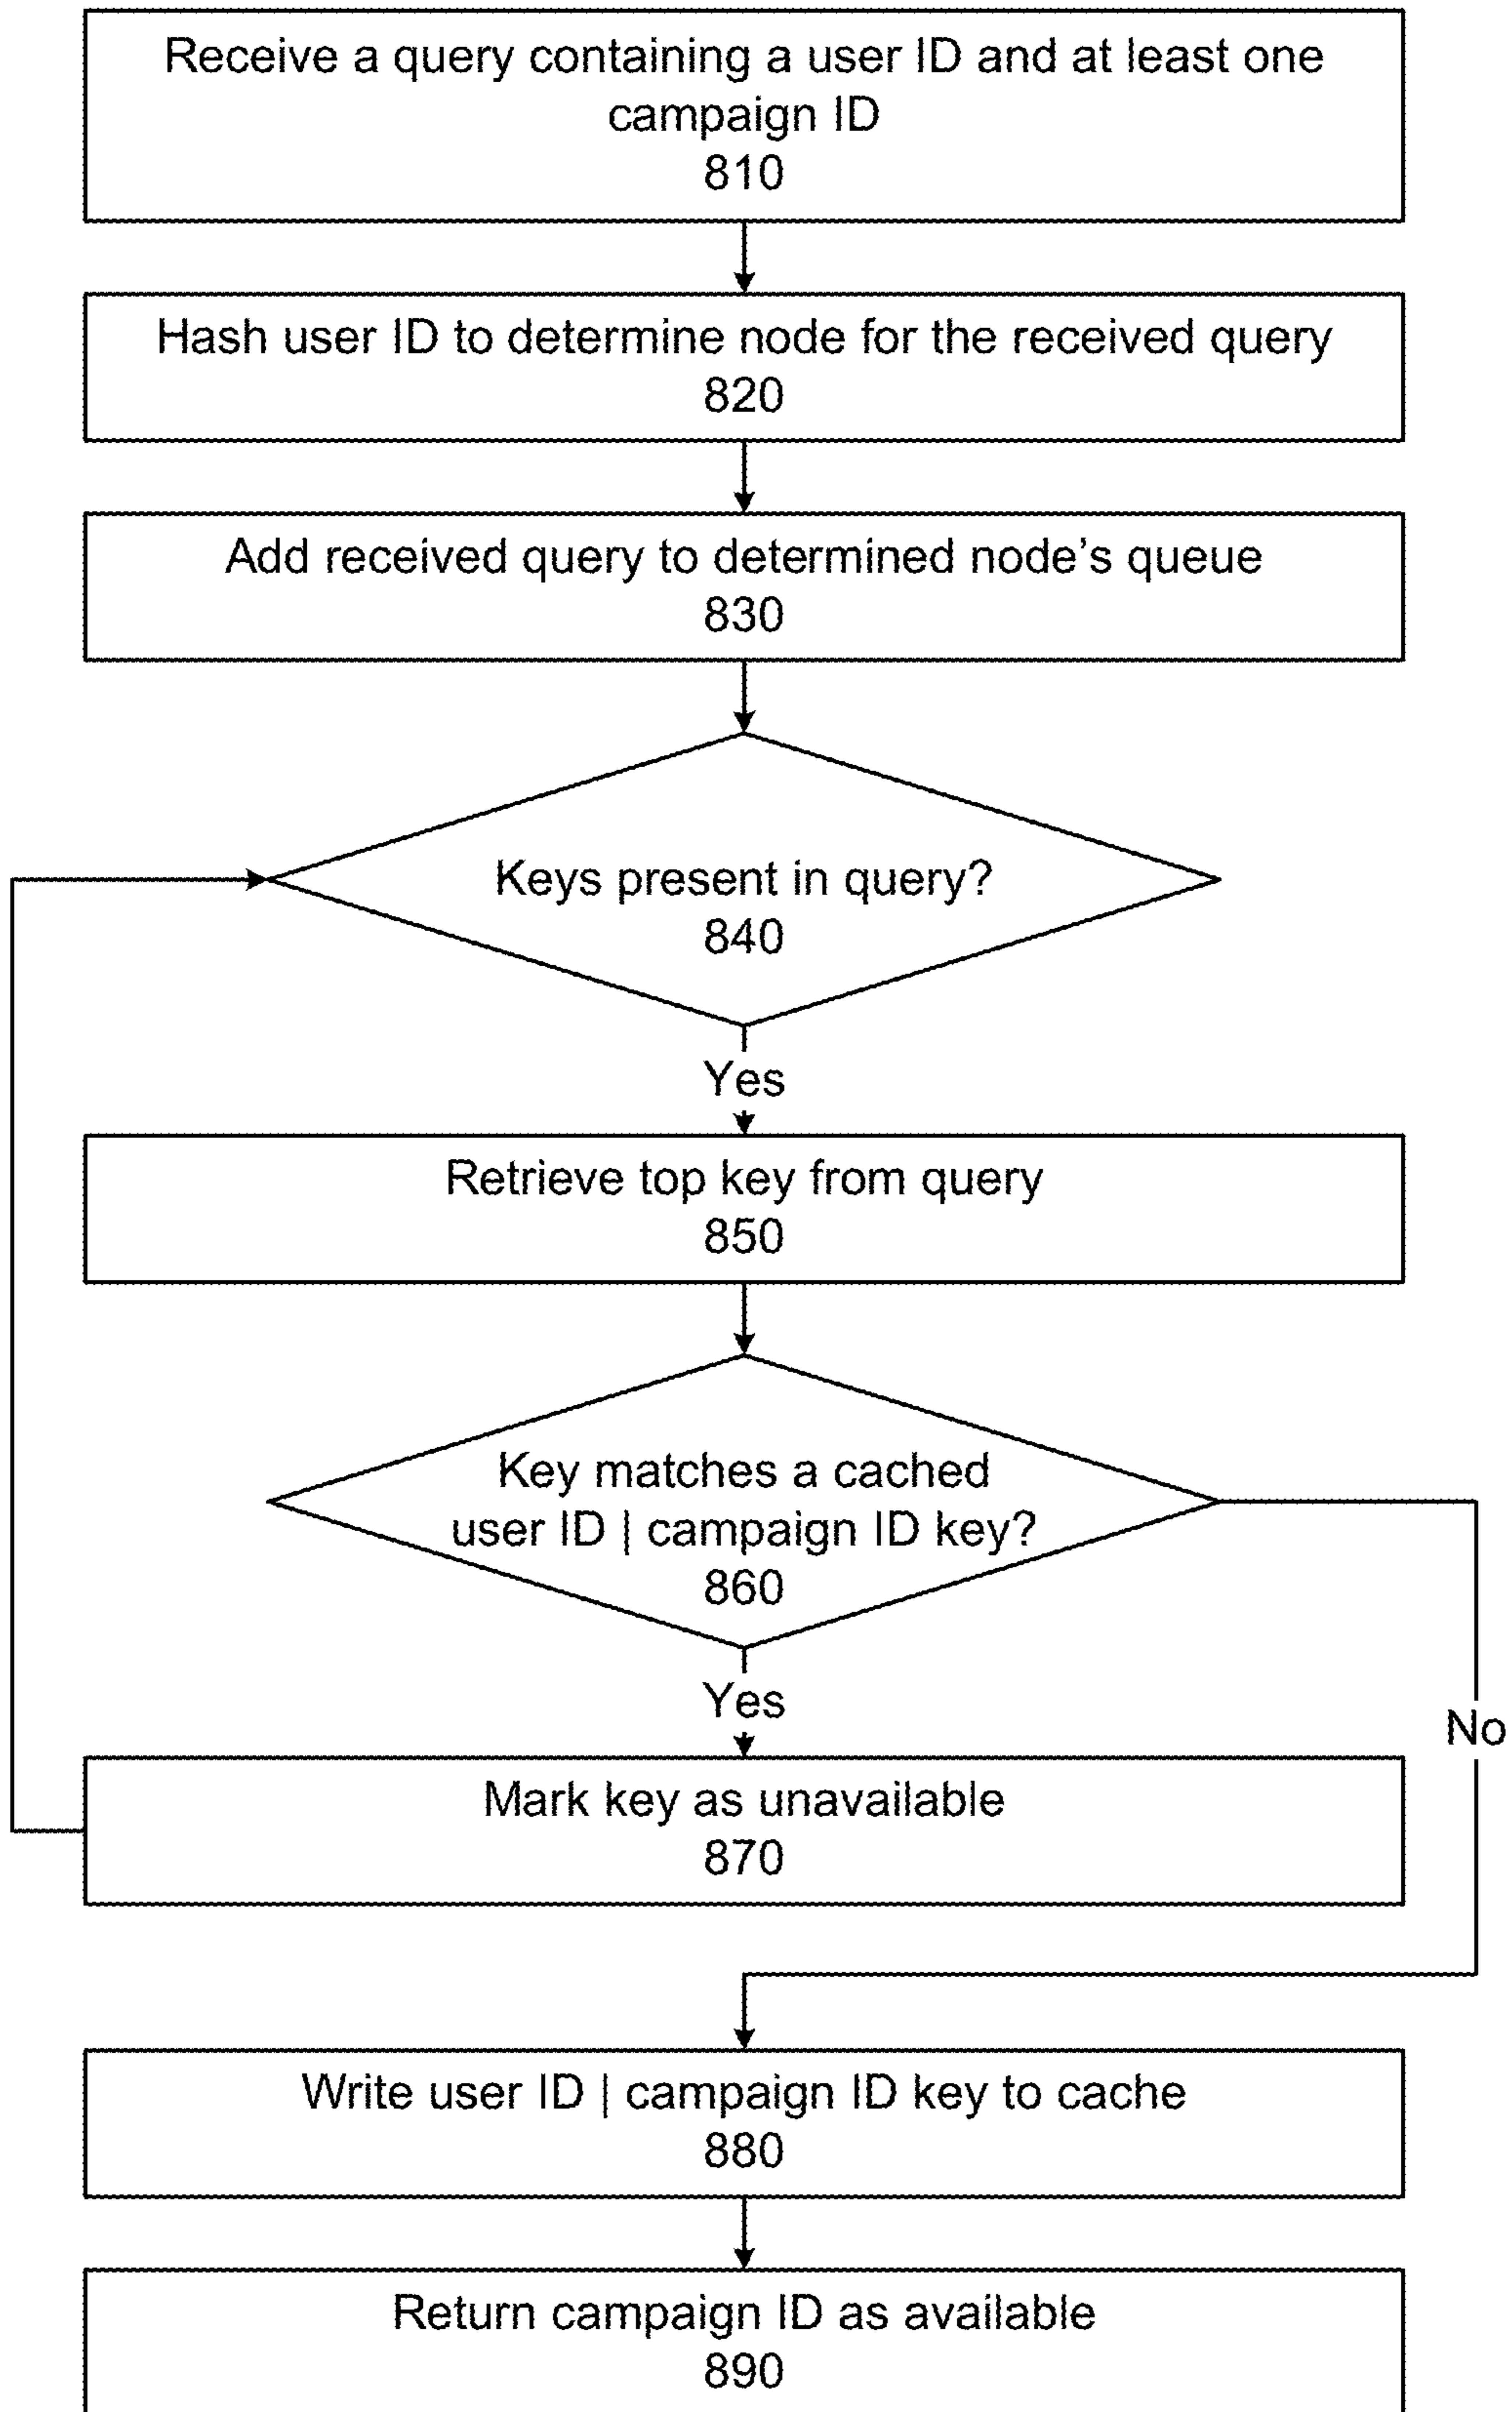 Receive a query containing a user ID and at least one
campaign ID
810
Hash user ID to determine node for the received query
820
Add received query to determined node's queue
830
Keys present in query?
840
Yes
Retrieve top key from query
850
Key matches a cached
user ID | campaign ID key?
860
Yes
No
Mark key as unavailable
870
Write user ID | campaign ID key to cache
880
Return campaign ID as available
890